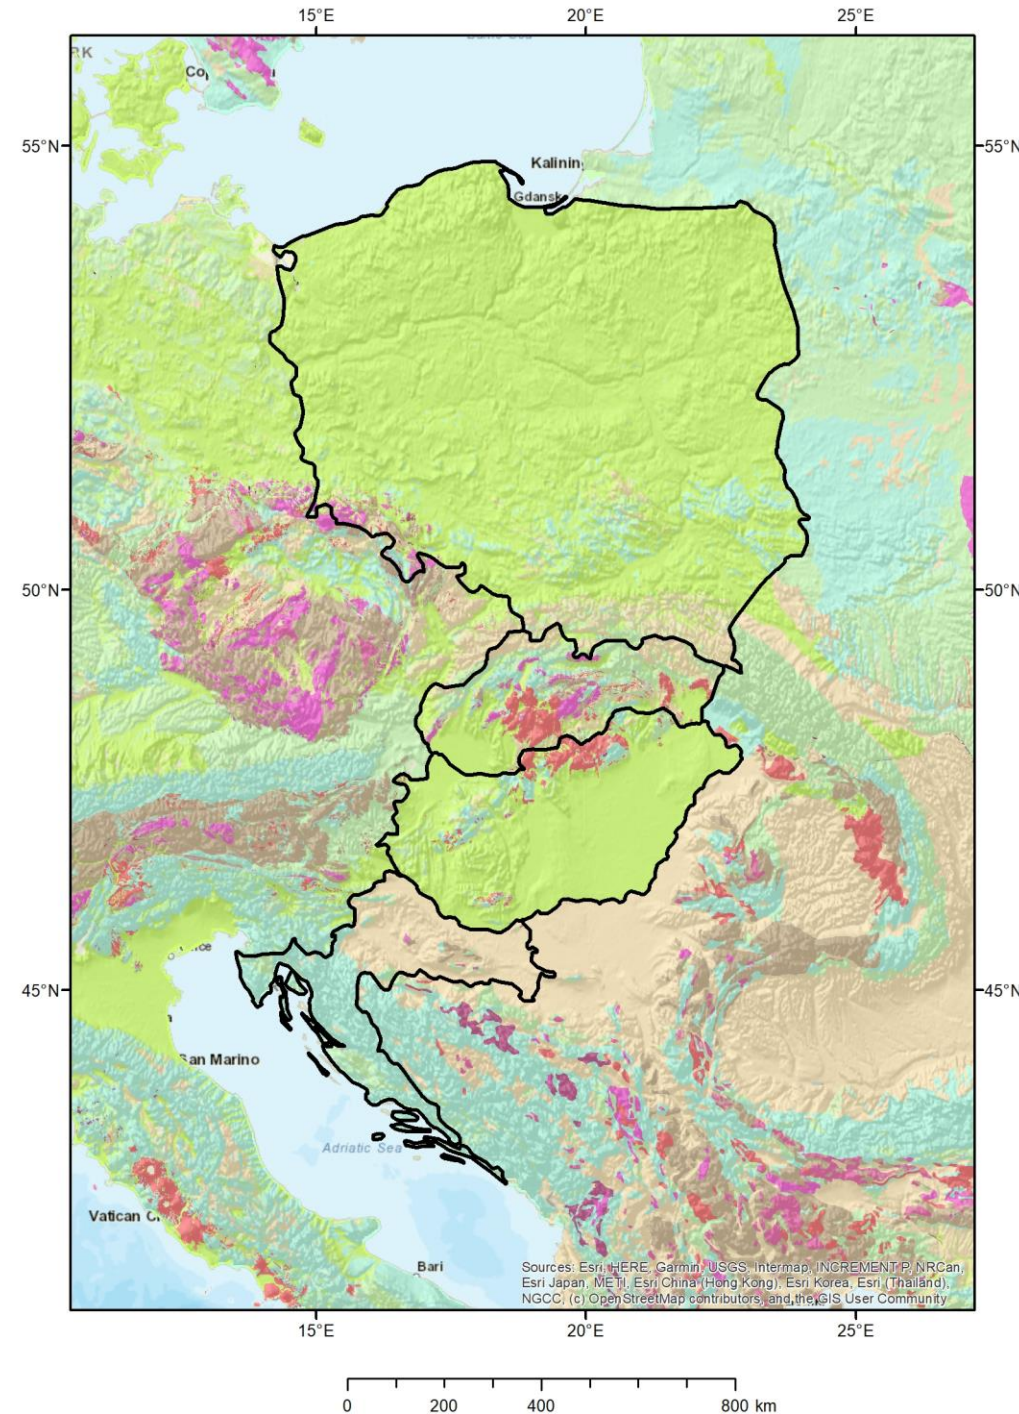 15°E 20°E 25°E
55°N 55°N
Kalinin
Gdansk
50°N 50°N
45°N 45°N
San Marino
Adriatic Sea
Vatican
Bari
Sources: Esri, HERE, Garmin, USGS, Intermap, INCREMENT P, NRCan,
Esri Japan, METI, Esri China (Hong Kong), Esri Korea, Esri (Thailand),
NGCC, (c) OpenStreetMap contributors, and the GIS User Community
15°E 20°E 25°E
0 200 400 800 km